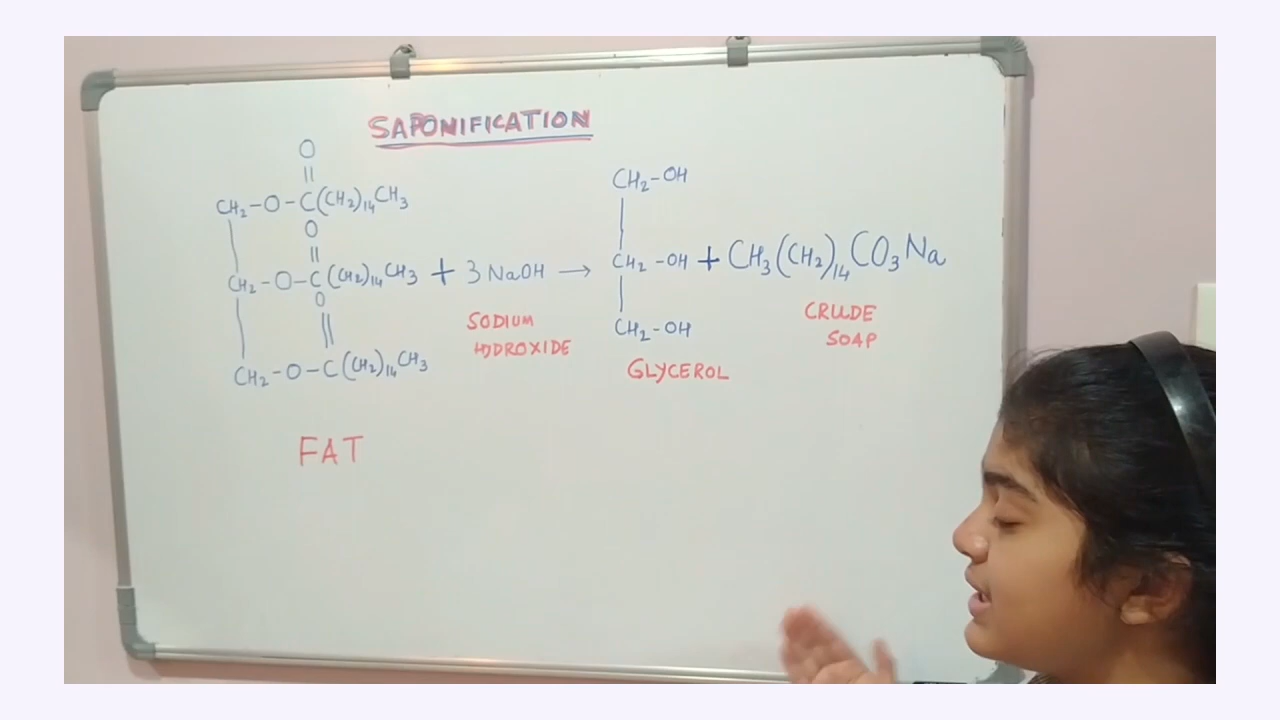 SAPONIFICATION
O
||
CH₂-O-C(CH₂)₁₄CH₃
O
||
CH₂-O-C(CH₂)₁₄CH₃ + 3 NaOH →
O
||
CH₂-O-C(CH₂)₁₄CH₃
FAT
SODIUM
HYDROXIDE
CH₂-OH
|
CH₂-OH + CH₃(CH₂)₁₄CO₃Na
|
CH₂-OH
GLYCEROL
CRUDE
SOAP